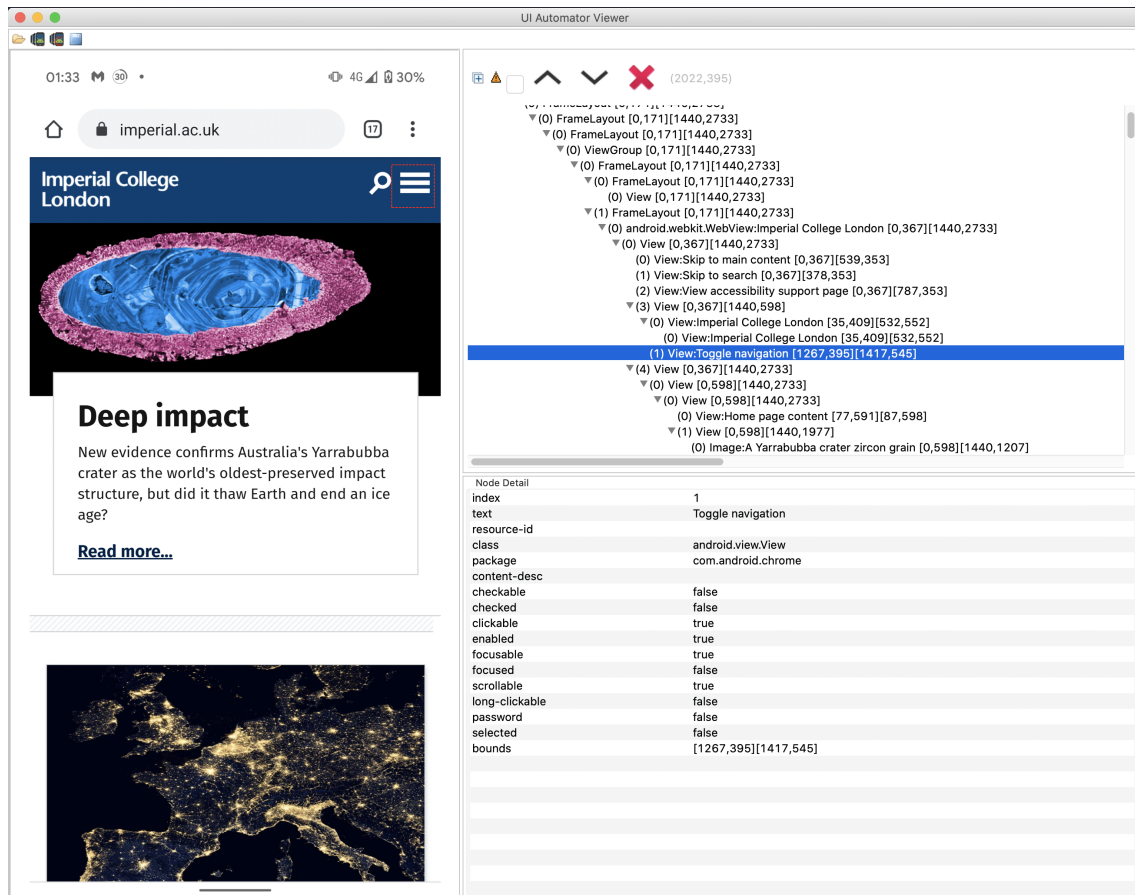 UI Automator Viewer
01:33 30 • 4G 30%
imperial.ac.uk 17
Imperial College
London
Deep impact
New evidence confirms Australia's Yarrabubba
crater as the world's oldest-preserved impact
structure, but did it thaw Earth and end an ice
age?
Read more...
(2022,395)
(0) FrameLayout [0,171][1440,2733]
(0) FrameLayout [0,171][1440,2733]
(0) FrameLayout [0,171][1440,2733]
(0) ViewGroup [0,171][1440,2733]
(0) FrameLayout [0,171][1440,2733]
(0) FrameLayout [0,171][1440,2733]
(0) View [0,171][1440,2733]
(1) FrameLayout [0,171][1440,2733]
(0) android.webkit.WebView:Imperial College London [0,367][1440,2733]
(0) View [0,367][1440,2733]
(0) View:Skip to main content [0,367][539,353]
(1) View:Skip to search [0,367][378,353]
(2) View:View accessibility support page [0,367][787,353]
(3) View [0,367][1440,598]
(0) View:Imperial College London [35,409][532,552]
(0) View:Imperial College London [35,409][532,552]
(1) View:Toggle navigation [1267,395][1417,545]
(4) View [0,367][1440,2733]
(0) View [0,598][1440,2733]
(0) View [0,598][1440,2733]
(0) View:Home page content [77,591][87,598]
(1) View [0,598][1440,1977]
(0) Image:A Yarrabubba crater zircon grain [0,598][1440,1207]
Node Detail
index 1
text Toggle navigation
resource-id
class android.view.View
package com.android.chrome
content-desc
checkable false
checked false
clickable true
enabled true
focusable true
focused false
scrollable true
long-clickable false
password false
selected false
bounds [1267,395][1417,545]